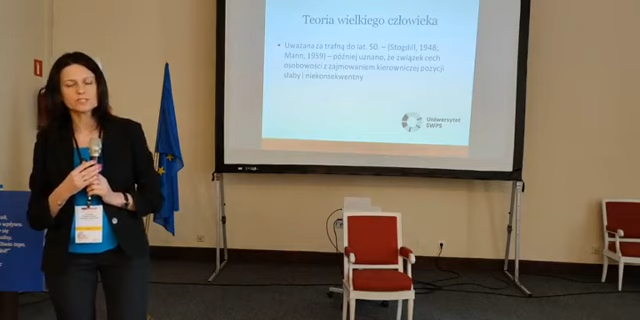 Teoria wielkiego człowieka
• Uważana za trafną do lat. 50. – (Stogdill, 1948;
Mann, 1959) – później uznano, że związek cech
osobowości z zajmowaniem kierowniczej pozycji
słaby i niekonsekwentny
Uniwersytet
SWPS